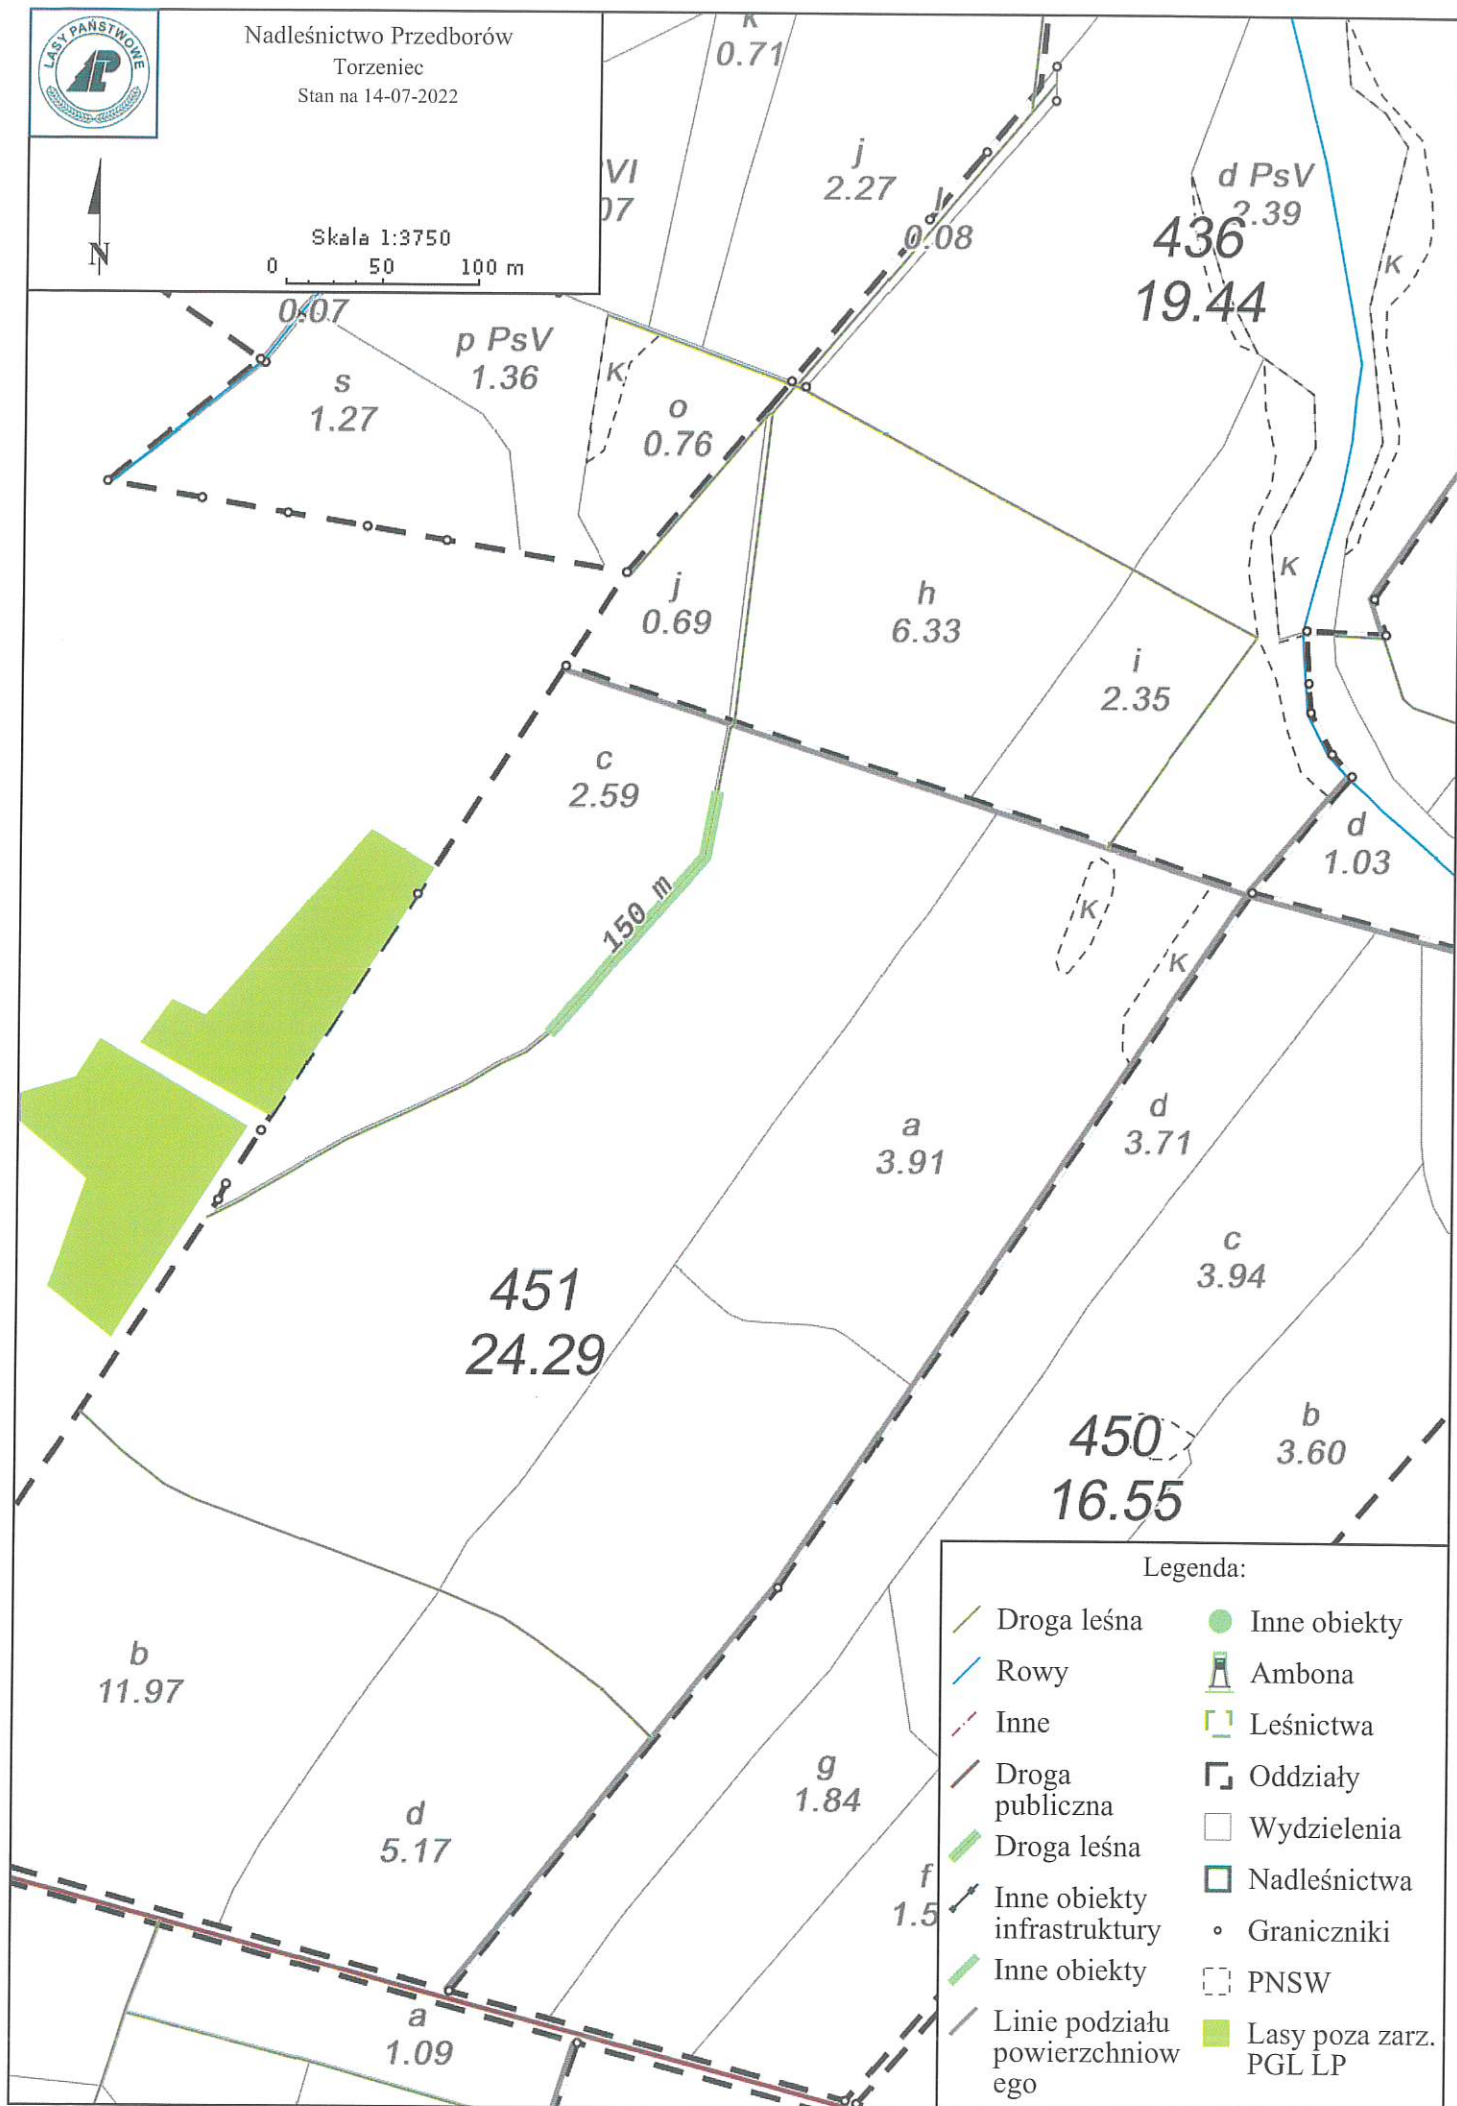 LASY PAŃSTWOWE
Nadleśnictwo Przedborów
Torzeniec
Stan na 14-07-2022
N
Skala 1:3750
0 50 100 m
K
0.71
VI
07
j
2.27
l
0.08
d PsV
2.39
436
19.44
K
0.07
p PsV
1.36
s
1.27
K
o
0.76
K
j
0.69
h
6.33
i
2.35
c
2.59
d
1.03
150 m
K
K
a
3.91
d
3.71
c
3.94
451
24.29
450
16.55
b
3.60
b
11.97
d
5.17
g
1.84
f
1.5
a
1.09
Legenda:
Droga leśna
Rowy
Inne
Droga
publiczna
Droga leśna
Inne obiekty
infrastruktury
Inne obiekty
Linie podziału
powierzchniow
ego
Inne obiekty
Ambona
Leśnictwa
Oddziały
Wydzielenia
Nadleśnictwa
Graniczniki
PNSW
Lasy poza zarz.
PGL LP